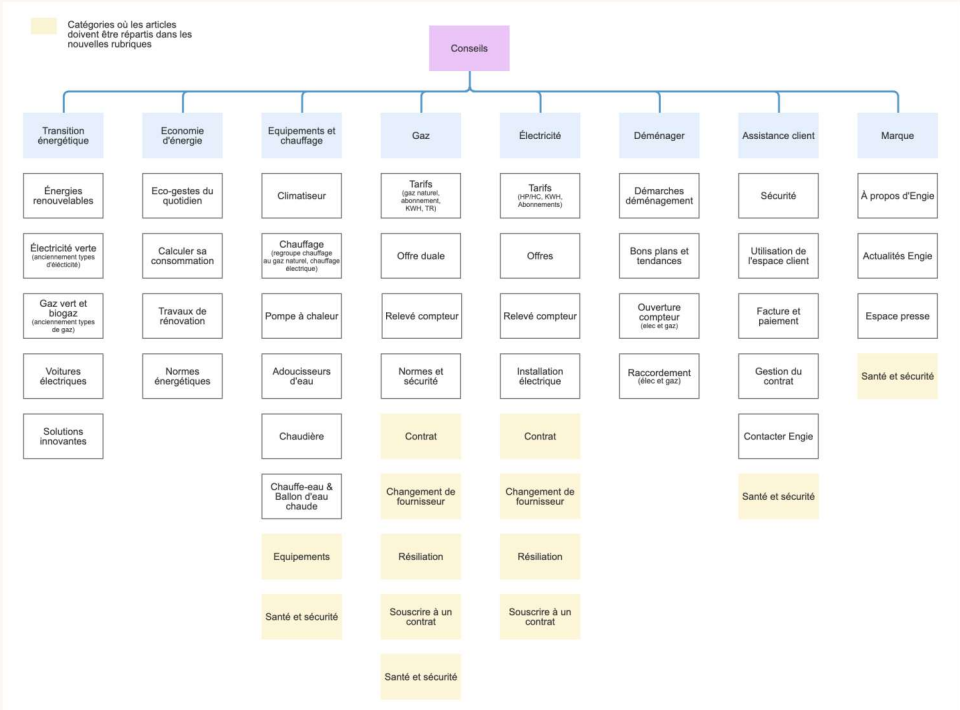 Catégories où les articles
doivent être répartis dans les
nouvelles rubriques
Conseils
Transition
énergétique
Economie
d'énergie
Equipements et
chauffage
Gaz
Électricité
Déménager
Assistance client
Marque
Énergies
renouvelables
Eco-gestes du
quotidien
Climatiseur
Tarifs
(gaz naturel,
abonnement,
KWH, TR)
Tarifs
(HP/HC, KWH,
Abonnements)
Démarches
déménagement
Sécurité
À propos d'Engie
Électricité verte
(anciennement types
d'élécticité)
Calculer sa
consommation
Chauffage
(regroupe chauffage
au gaz naturel, chauffage
électrique)
Offre duale
Offres
Bons plans et
tendances
Utilisation de
l'espace client
Actualités Engie
Gaz vert et
biogaz
(anciennement types
de gaz)
Travaux de
rénovation
Pompe à chaleur
Relevé compteur
Relevé compteur
Ouverture
compteur
(élec et gaz)
Facture et
paiement
Espace presse
Voitures
électriques
Normes
énergétiques
Adoucisseurs
d'eau
Normes et
sécurité
Installation
électrique
Raccordement
(élec et gaz)
Gestion du
contrat
Santé et sécurité
Solutions
innovantes
Chaudière
Contrat
Contrat
Contacter Engie
Chauffe-eau &
Ballon d'eau
chaude
Changement de
fournisseur
Changement de
fournisseur
Santé et sécurité
Equipements
Résiliation
Résiliation
Santé et sécurité
Souscrire à un
contrat
Souscrire à un
contrat
Santé et sécurité